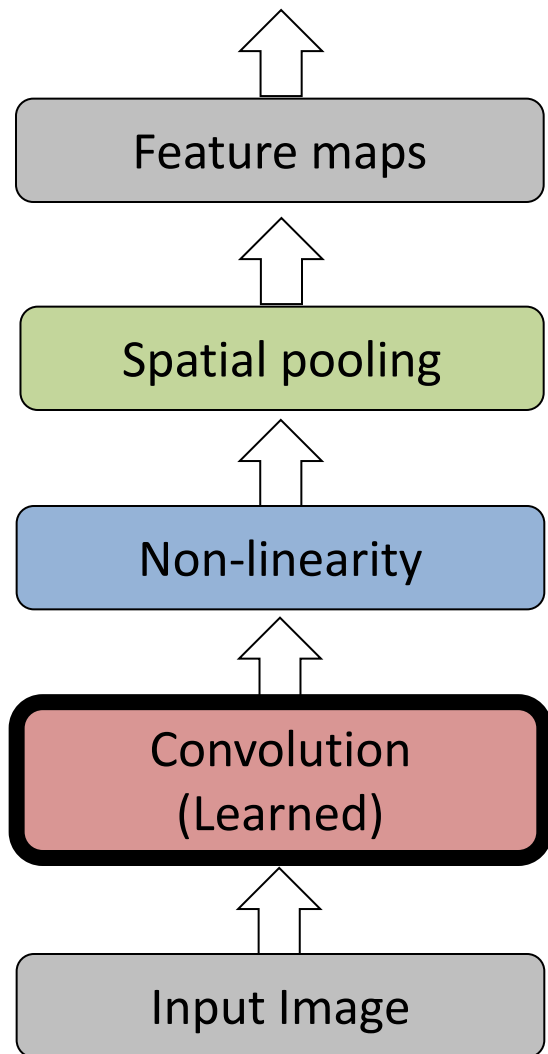 Feature maps
Spatial pooling
Non-linearity
Convolution
(Learned)
Input Image